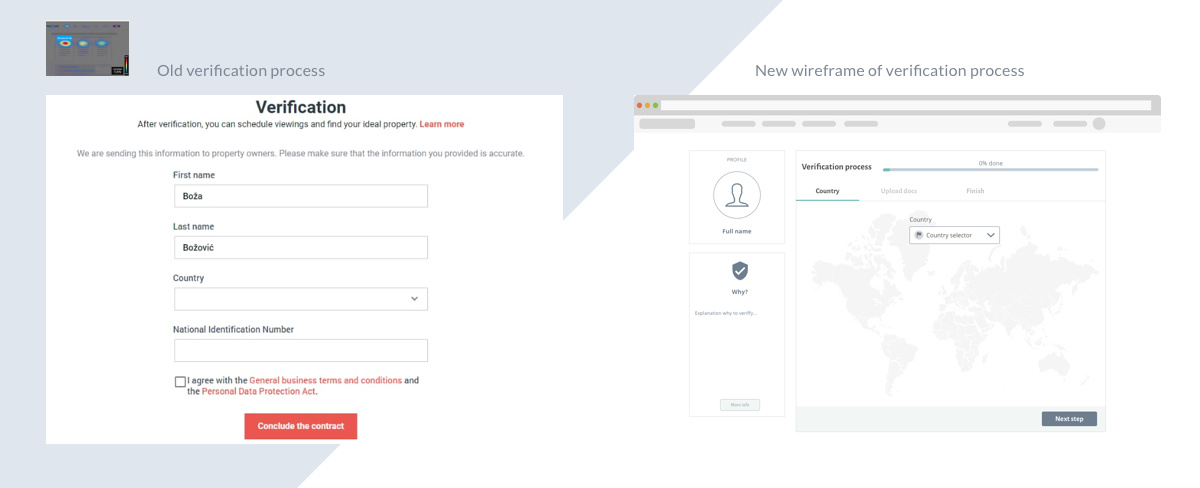 Old verification process
New wireframe of verification process
Verification
After verification, you can schedule viewings and find your ideal property. Learn more
We are sending this information to property owners. Please make sure that the information you provided is accurate.
First name
Boža
Last name
Božović
Country
National Identification Number
I agree with the General business terms and conditions and
the Personal Data Protection Act.
Conclude the contract
PROFILE
Full name
Why?
Explanation why to veriffy...
More info
Verification process
0% done
Country
Upload docs
Finish
Country
Country selector
Next step